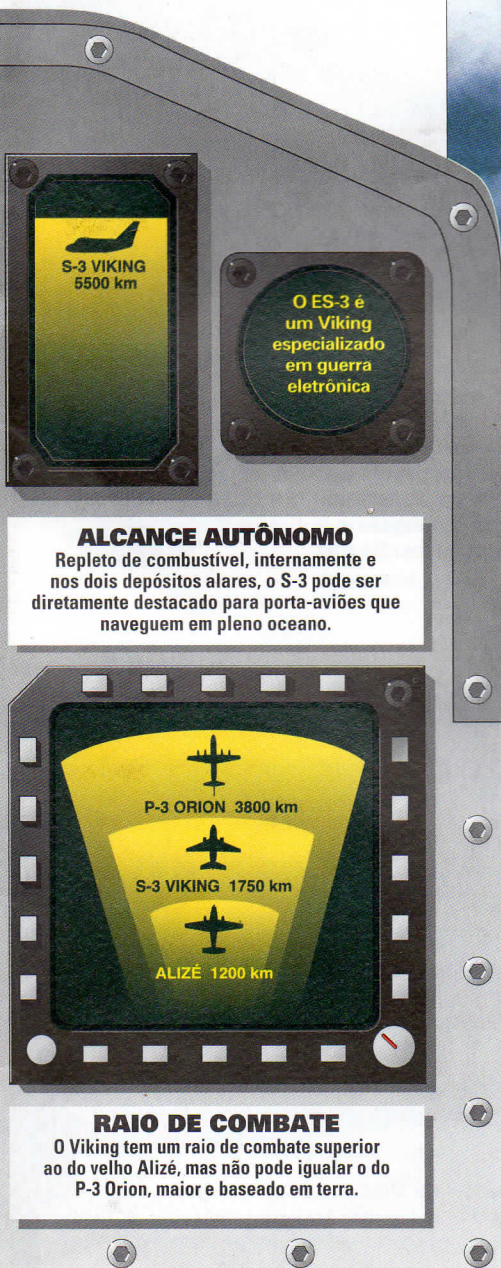 S-3 VIKING
5500 km
O ES-3 é
um Viking
especializado
em guerra
eletrônica
ALCANCE AUTÔNOMO
Repleto de combustível, internamente e
nos dois depósitos alares, o S-3 pode ser
diretamente destacado para porta-aviões que
naveguem em pleno oceano.
P-3 ORION 3800 km
S-3 VIKING 1750 km
ALIZÉ 1200 km
RAIO DE COMBATE
O Viking tem um raio de combate superior
ao do velho Alizé, mas não pode igualar o do
P-3 Orion, maior e baseado em terra.